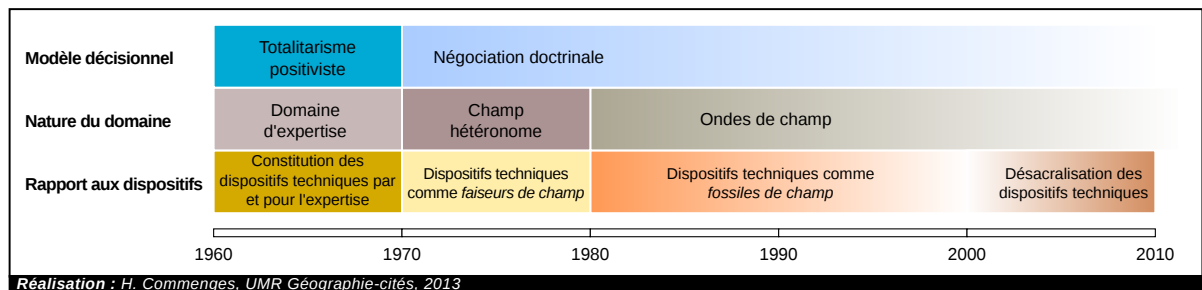 Modèle décisionnel
Totalitarisme
positiviste
Négociation doctrinale
Nature du domaine
Domaine
d'expertise
Champ
hétéronome
Ondes de champ
Rapport aux dispositifs
Constitution des
dispositifs techniques par
et pour l'expertise
Dispositifs techniques
comme faiseurs de champ
Dispositifs techniques comme
fossiles de champ
Désacralisation des
dispositifs techniques
1960 1970 1980 1990 2000 2010
Réalisation : H. Commenges, UMR Géographie-cités, 2013